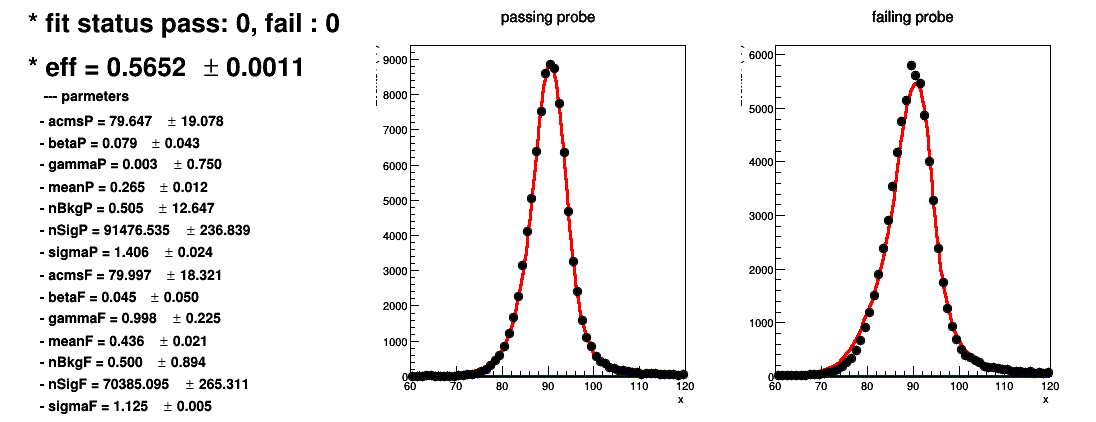 * fit status pass: 0, fail : 0
* eff = 0.5652 ± 0.0011
--- parmeters
- acmsP = 79.647 ± 19.078
- betaP = 0.079 ± 0.043
- gammaP = 0.003 ± 0.750
- meanP = 0.265 ± 0.012
- nBkgP = 0.505 ± 12.647
- nSigP = 91476.535 ± 236.839
- sigmaP = 1.406 ± 0.024
- acmsF = 79.997 ± 18.321
- betaF = 0.045 ± 0.050
- gammaF = 0.998 ± 0.225
- meanF = 0.436 ± 0.021
- nBkgF = 0.500 ± 0.894
- nSigF = 70385.095 ± 265.311
- sigmaF = 1.125 ± 0.005
passing probe
9000
8000
7000
6000
5000
4000
3000
2000
1000
0
60 70 80 90 100 110 120
x
failing probe
6000
5000
4000
3000
2000
1000
0
60 70 80 90 100 110 120
x